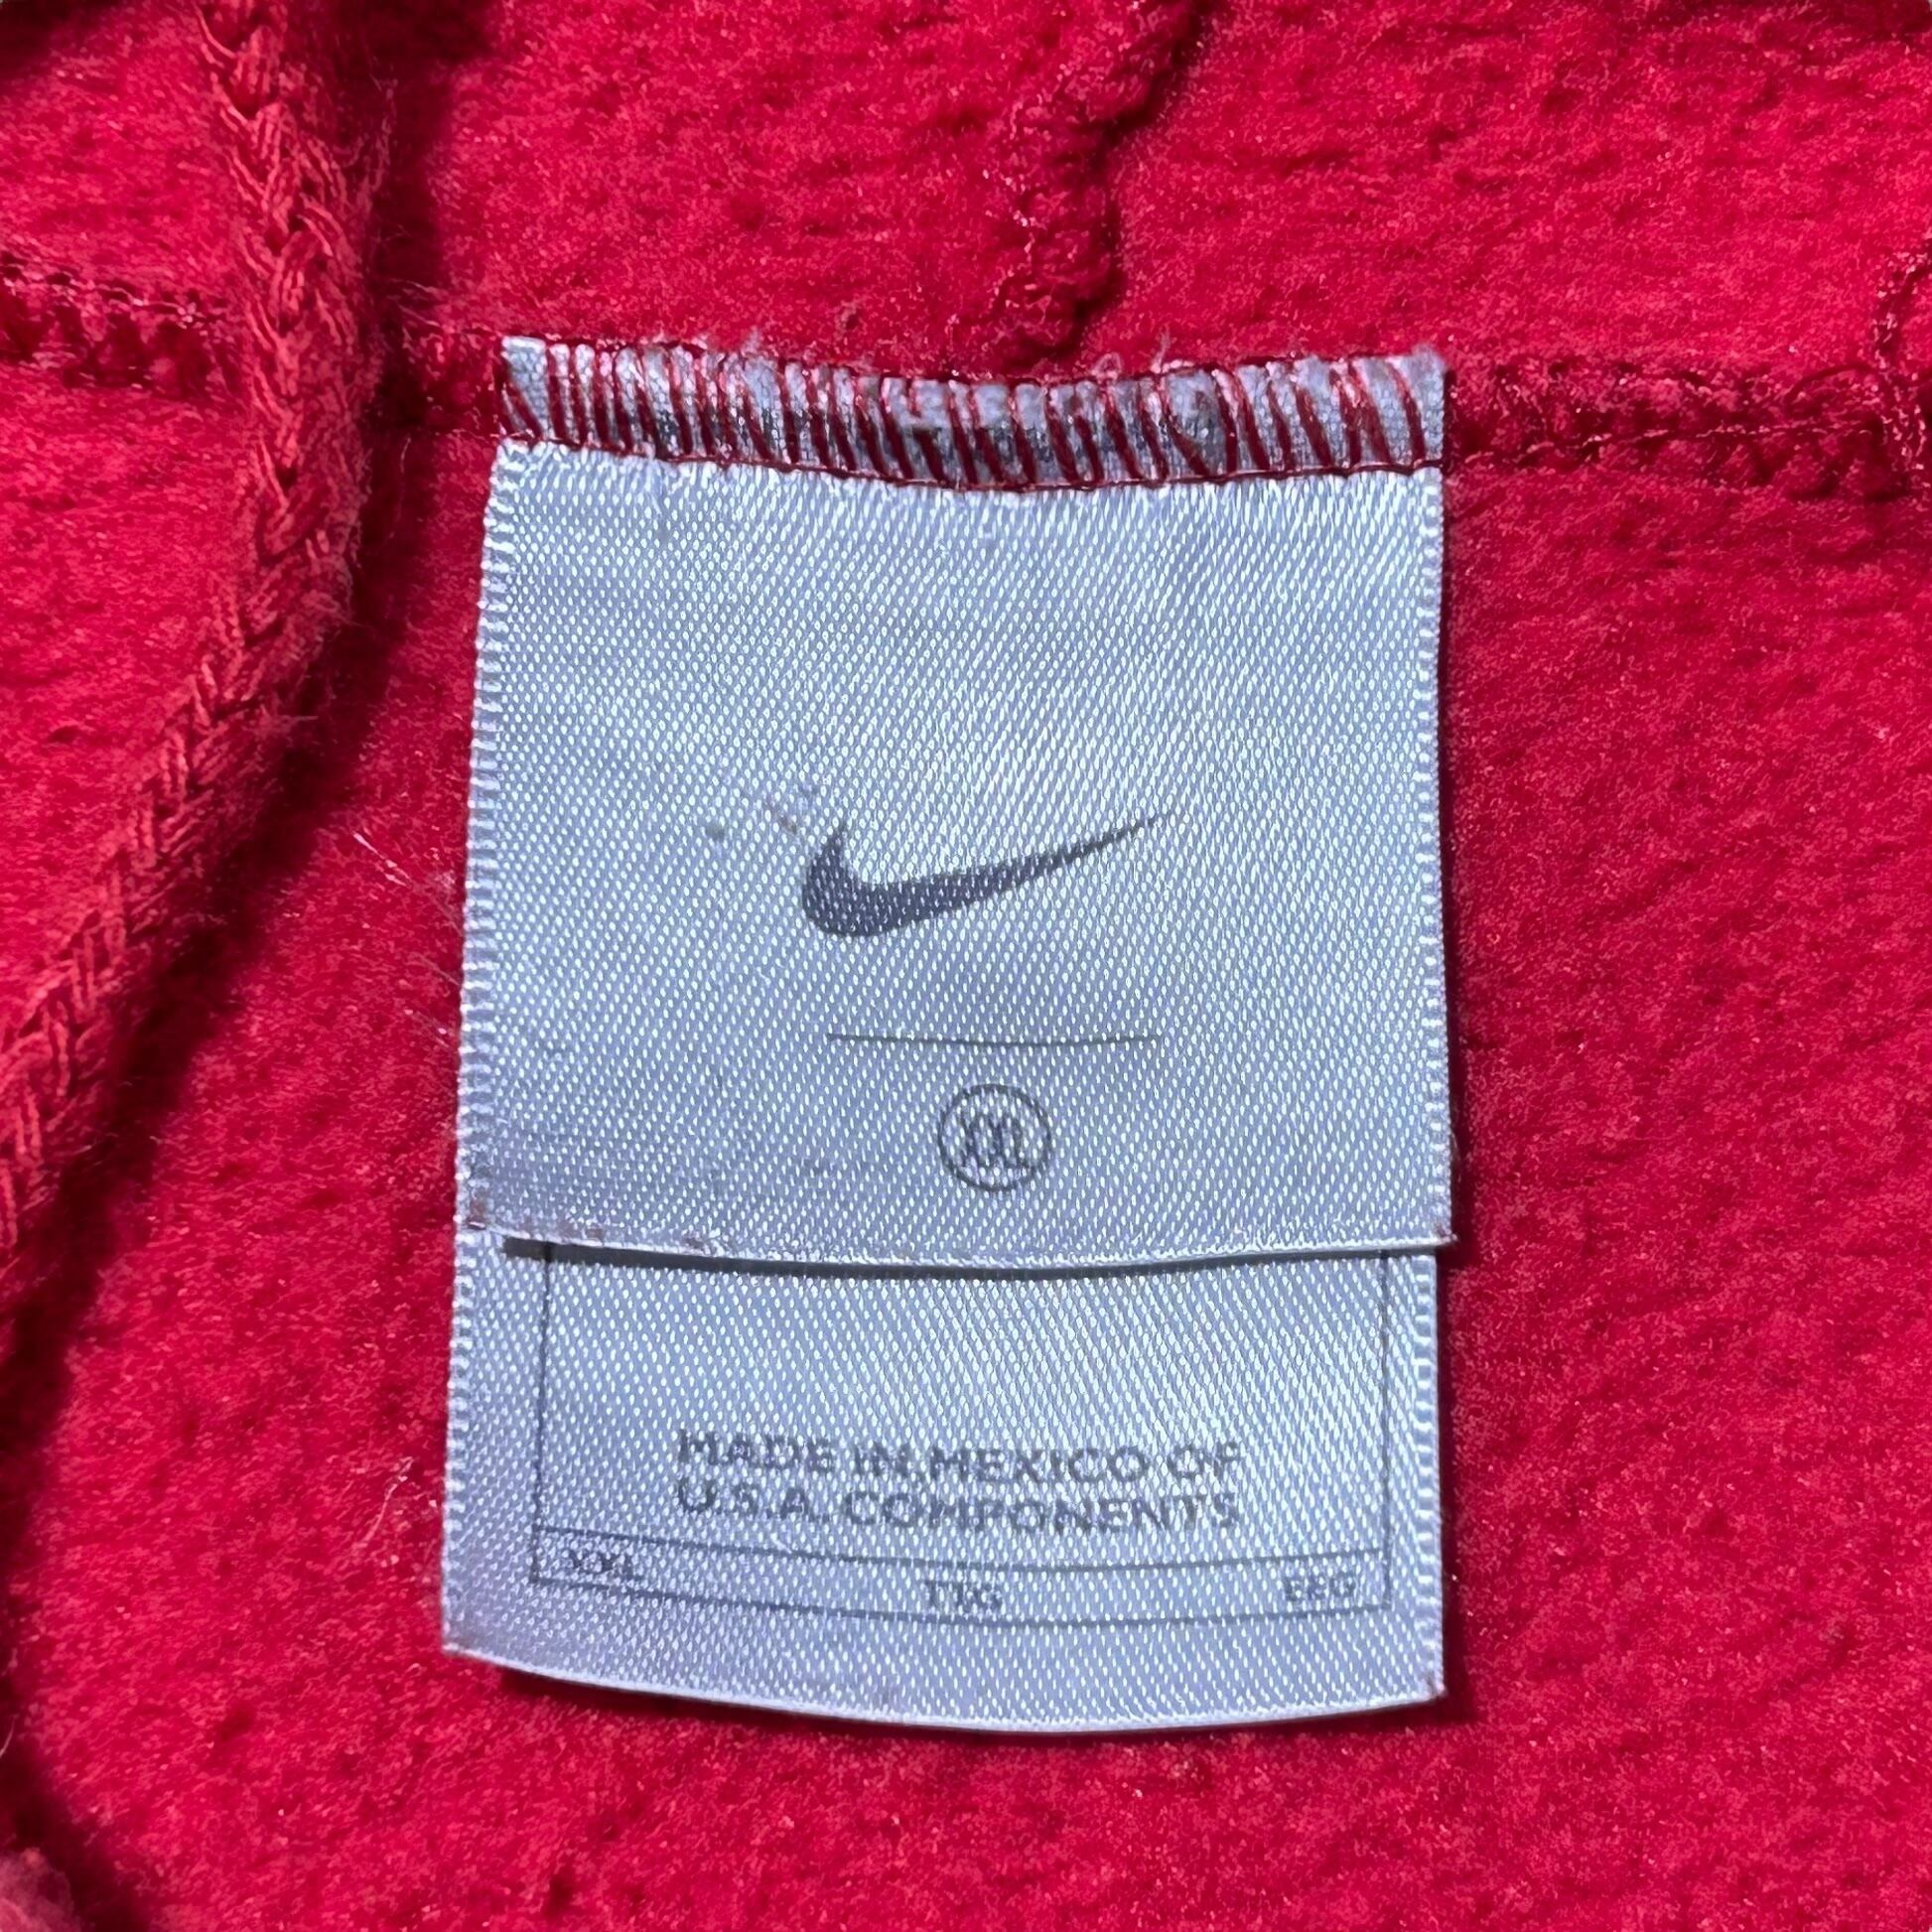 XXL
MADE IN MEXICO OF
U.S.A. COMPONENTS
XXL TTG EEG